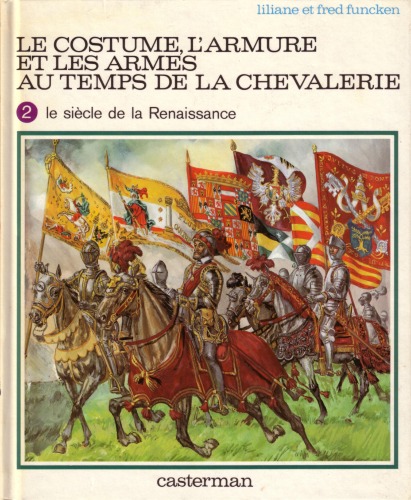 liliane et fred funcken
LE COSTUME, L'ARMURE
ET LES ARMES
AU TEMPS DE LA CHEVALERIE
2 le siècle de la Renaissance
casterman